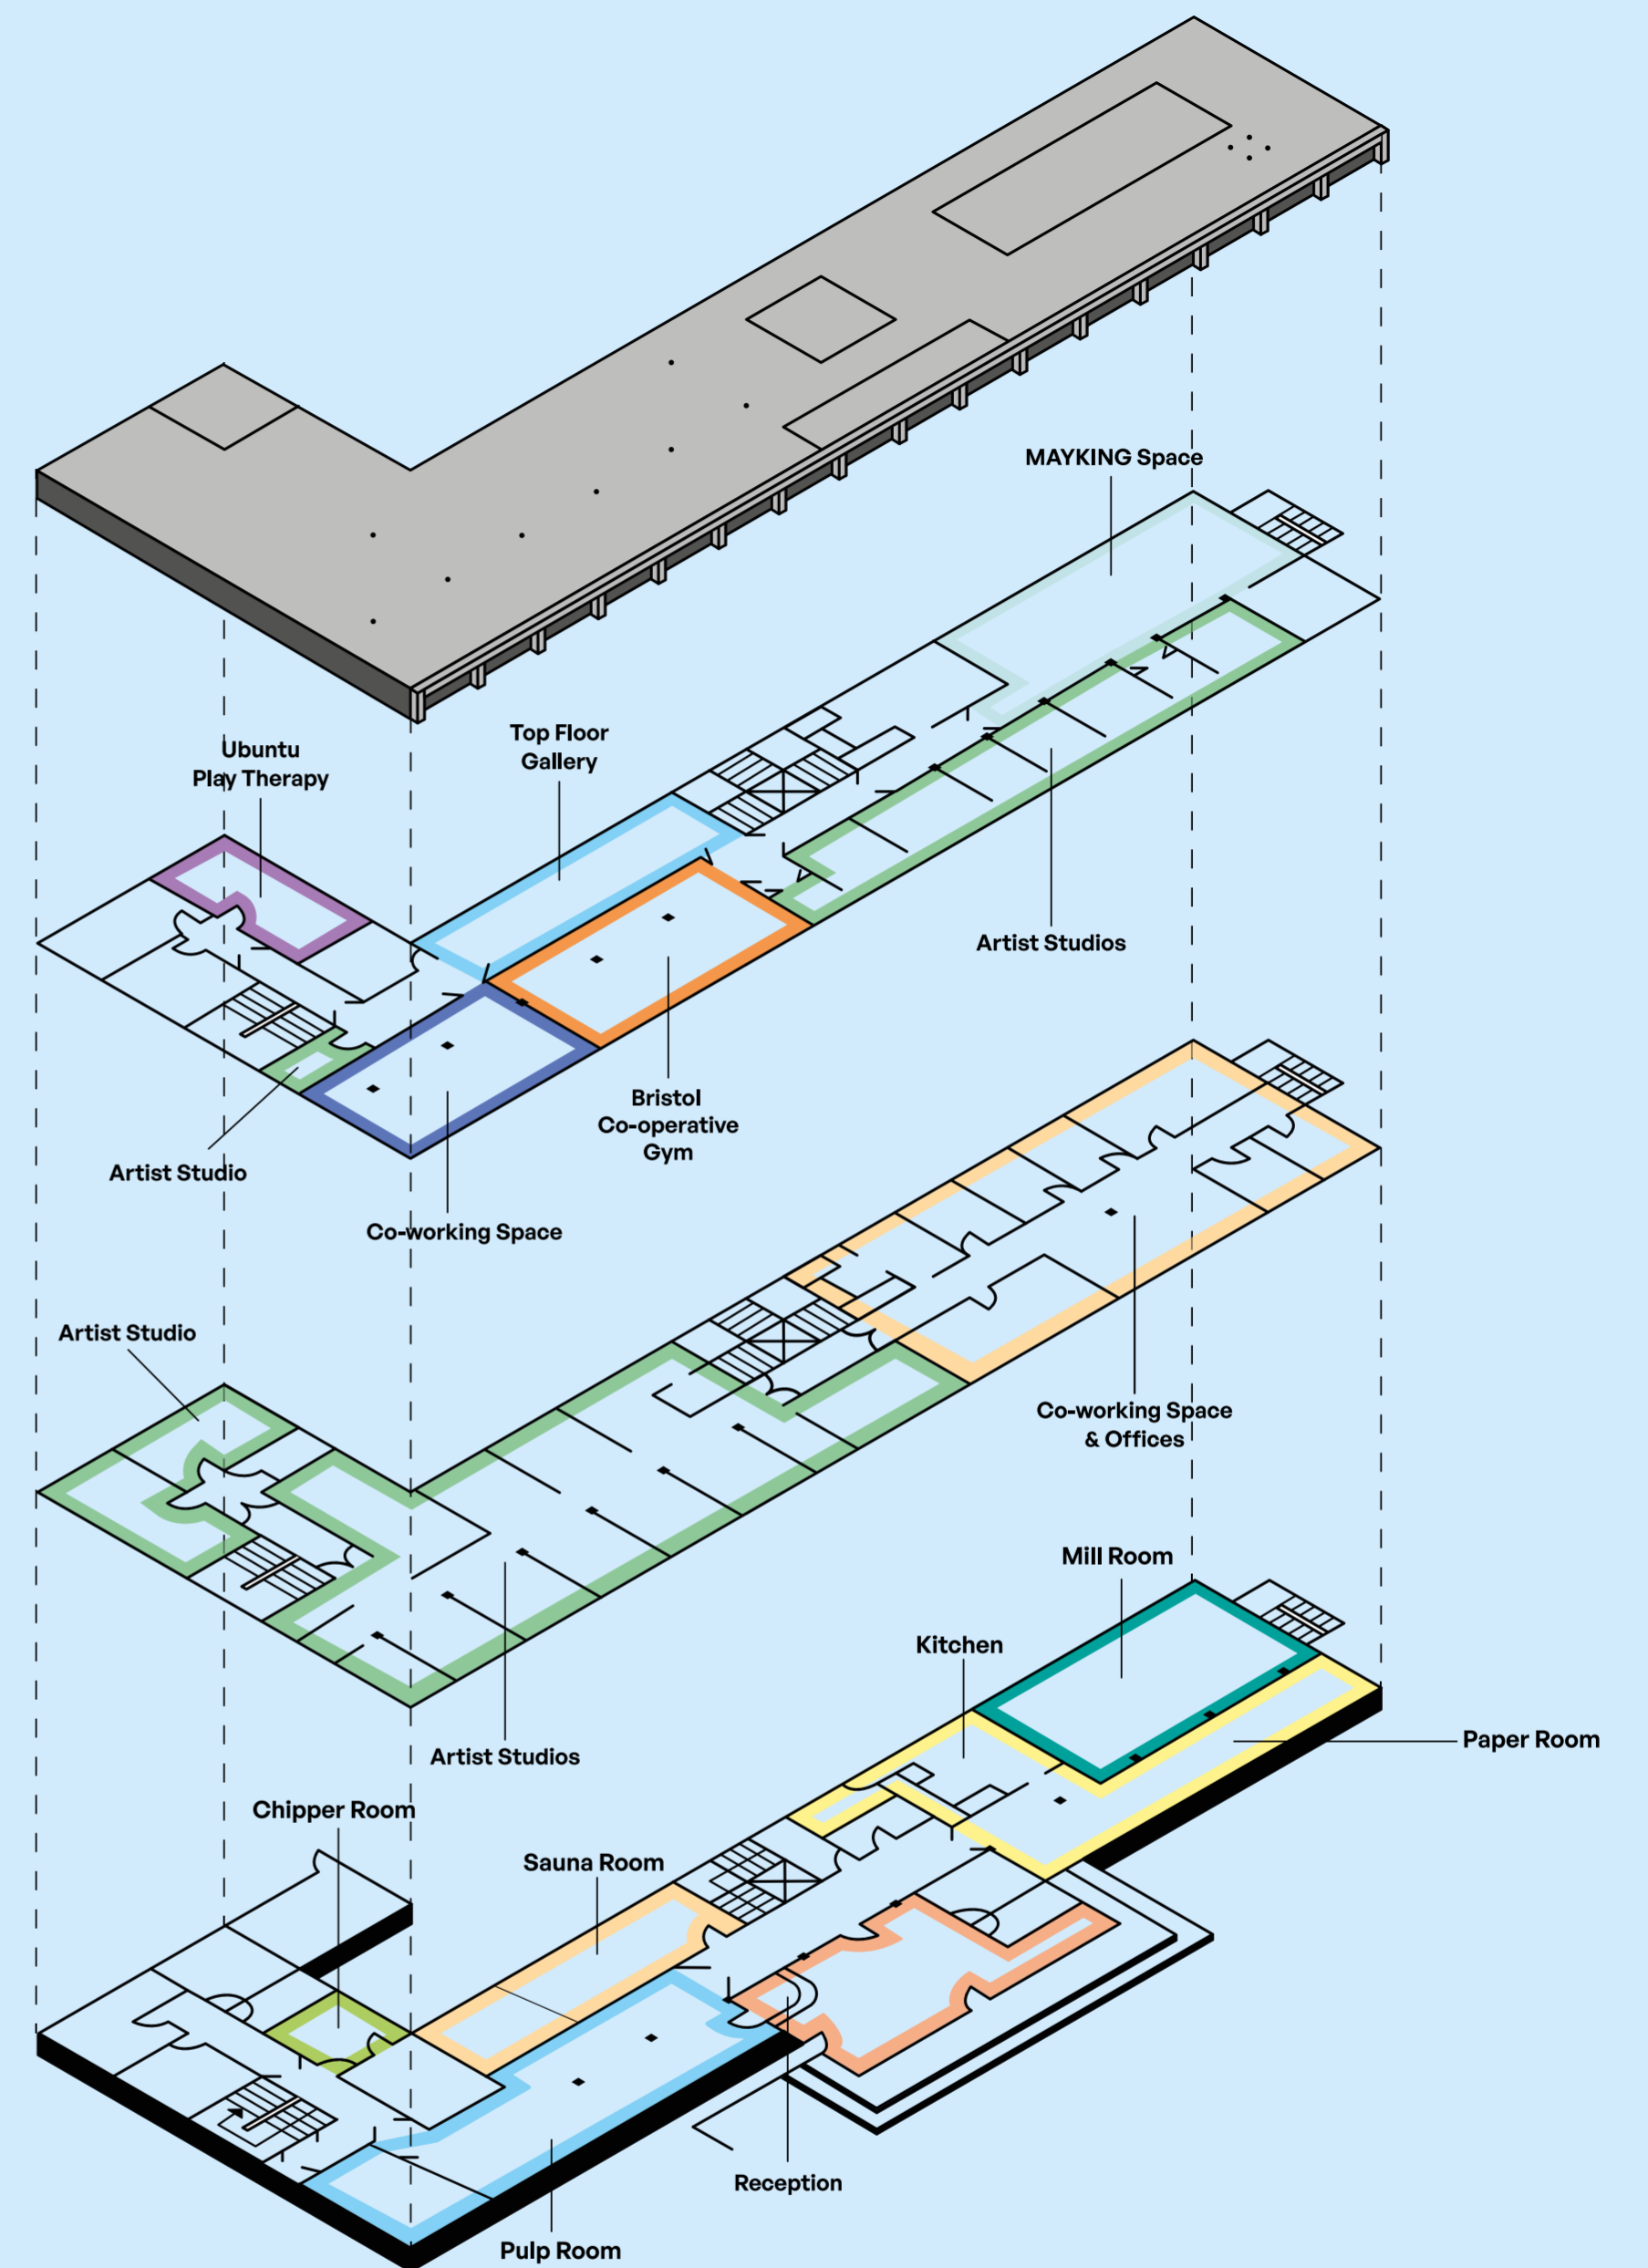 MAYKING Space
Top Floor
Gallery
Ubuntu
Play Therapy
Artist Studios
Bristol
Co-operative
Gym
Artist Studio
Co-working Space
Artist Studio
Co-working Space
& Offices
Mill Room
Kitchen
Paper Room
Artist Studios
Chipper Room
Sauna Room
Reception
Pulp Room